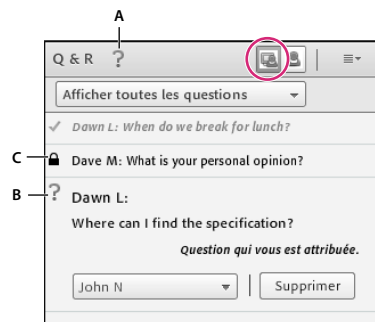 A
Q & R ?
Afficher toutes les questions
Dawn L: When do we break for lunch?
C
Dave M: What is your personal opinion?
B
? Dawn L:
Where can I find the specification?
Question qui vous est attribuée.
John N
Supprimer